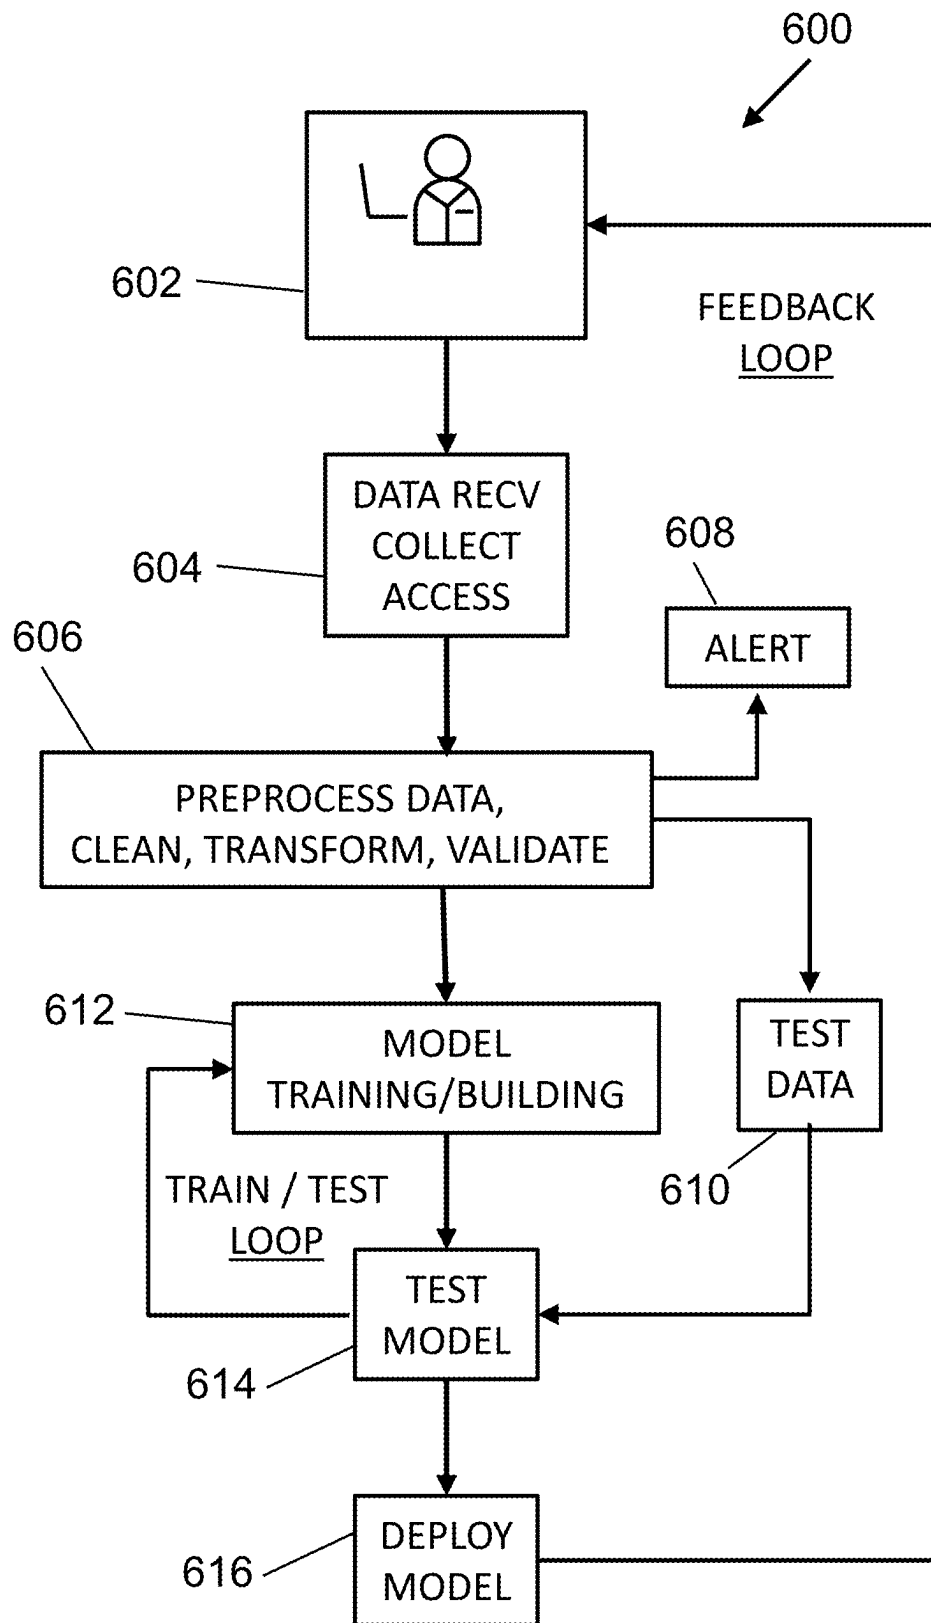 600
602
FEEDBACK
LOOP
DATA RECV
COLLECT
ACCESS
604
608
ALERT
606
PREPROCESS DATA,
CLEAN, TRANSFORM, VALIDATE
612
MODEL
TRAINING/BUILDING
TEST
DATA
610
TRAIN / TEST
LOOP
TEST
MODEL
614
DEPLOY
MODEL
616